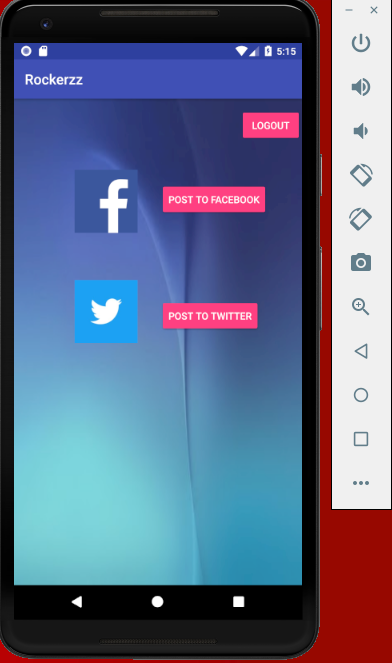 5:15
Rockerzz
LOGOUT
POST TO FACEBOOK
POST TO TWITTER